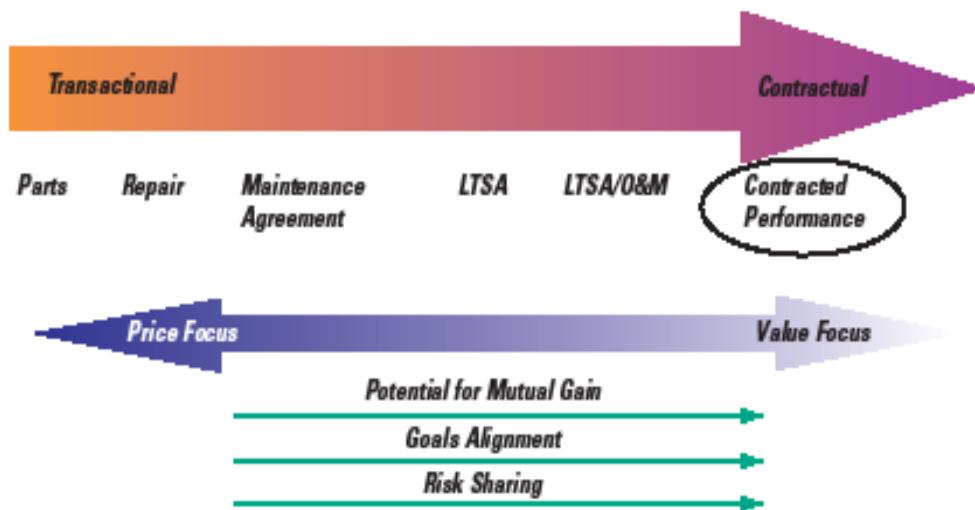 Transactional
Contractual
Parts
Repair
Maintenance
Agreement
LTSA
LTSA/O&M
Contracted
Performance
Price Focus
Value Focus
Potential for Mutual Gain
Goals Alignment
Risk Sharing